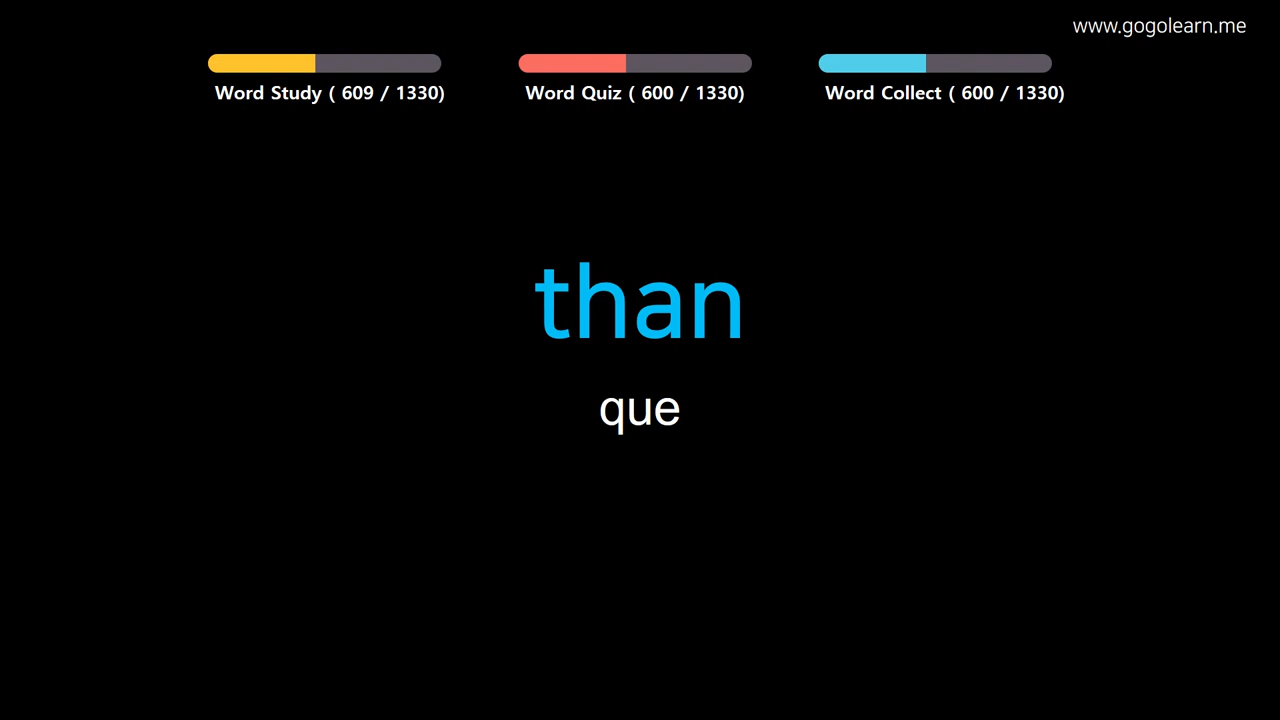 www.gogolearn.me
Word Study ( 609 / 1330)
Word Quiz ( 600 / 1330)
Word Collect ( 600 / 1330)
than
que